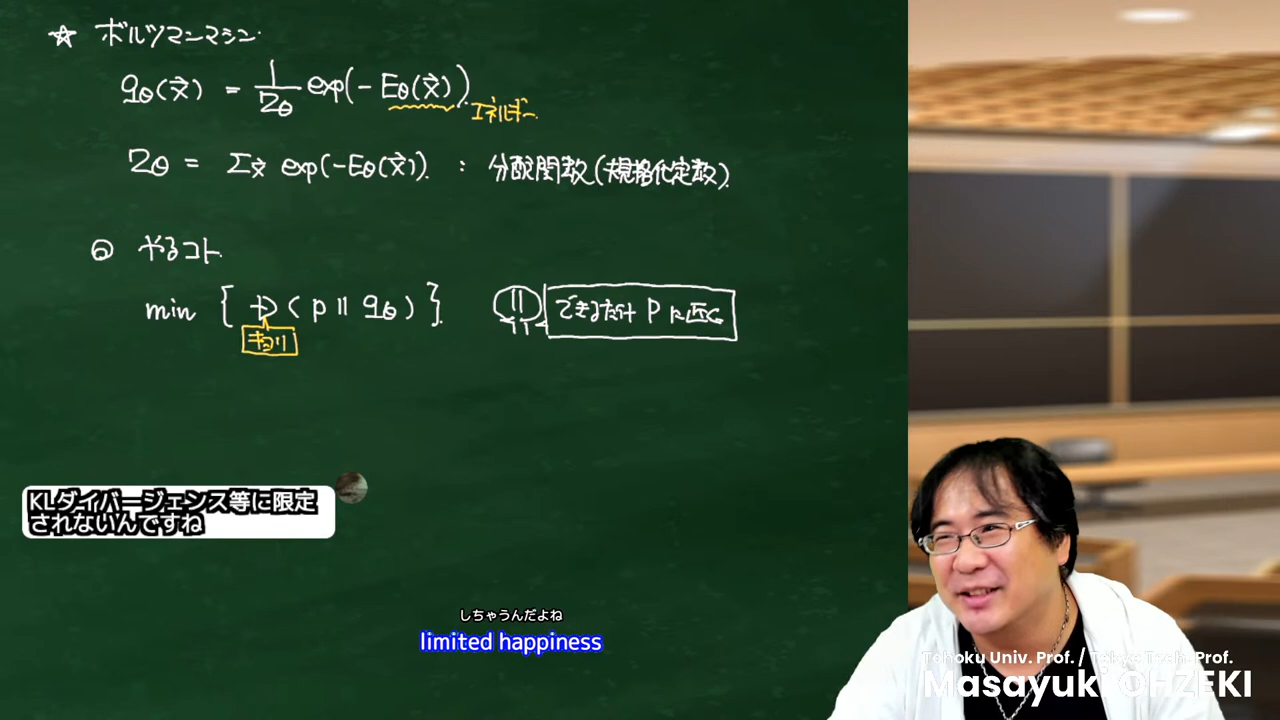 ☆ ボルツマンマシン
qθ(x⃗) = 1/Zθ exp(-Eθ(x⃗))
エネルギー
Zθ = Σx⃗ exp(-Eθ(x⃗)) : 分配関数(規格化定数)
◎ やるコト
min { D ( p || qθ ) }
できるだけ p に近く
キョリ
KLダイバージェンス等に限定
されないんですね
しちゃうんだよね
limited happiness
Tohoku Univ. Prof. / Tokyo Tech. Prof.
Masayuki OHZEKI